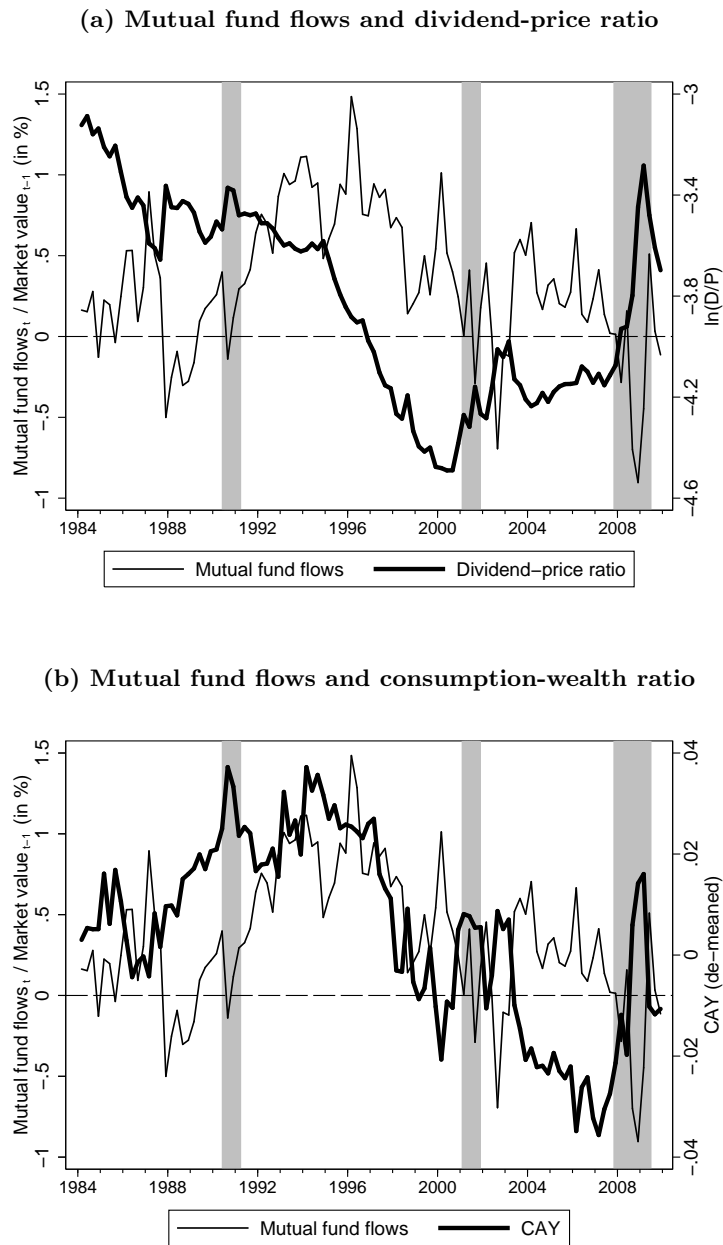 (a) Mutual fund flows and dividend-price ratio
Mutual fund flows t / Market value t−1 (in %)
1.5
1
.5
0
−.5
−1
−3
−3.4
−3.8
−4.2
−4.6
ln(D/P)
1984 1988 1992 1996 2000 2004 2008
Mutual fund flows Dividend−price ratio
(b) Mutual fund flows and consumption-wealth ratio
Mutual fund flows t / Market value t−1 (in %)
1.5
1
.5
0
−.5
−1
.04
.02
0
−.02
−.04
CAY (de−meaned)
1984 1988 1992 1996 2000 2004 2008
Mutual fund flows CAY